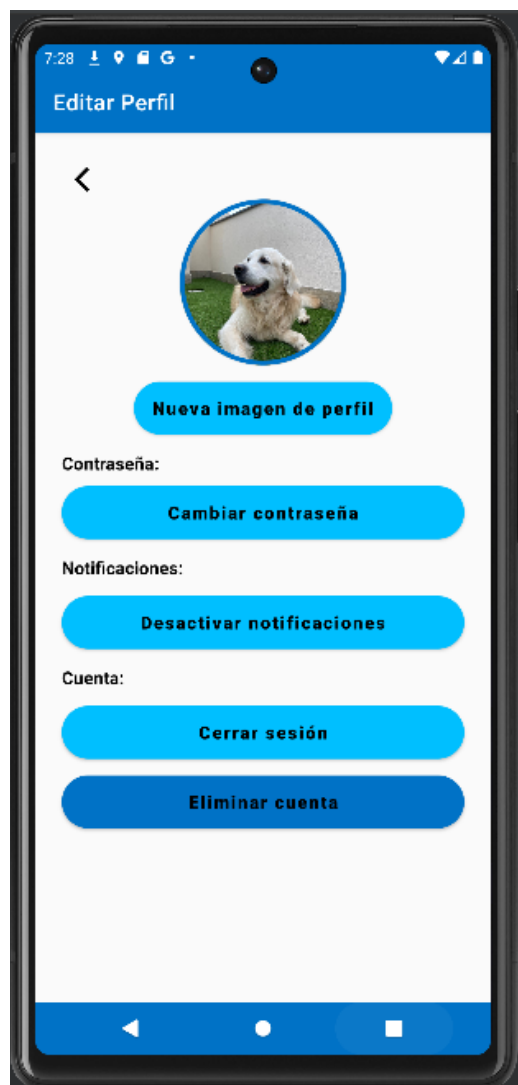 7:28
Editar Perfil
Nueva imagen de perfil
Contraseña:
Cambiar contraseña
Notificaciones:
Desactivar notificaciones
Cuenta:
Cerrar sesión
Eliminar cuenta